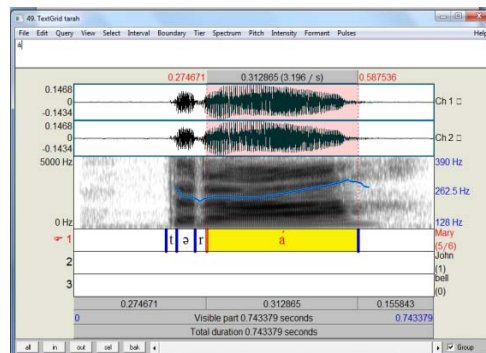 49. TextGrid tarah
File Edit Query View Select Interval Boundary Tier Spectrum Pitch Intensity Formant Pulses Help
á
0.274671 0.312865 (3.196 / s) 0.587536
0.1468
0
-0.1434
Ch 1
0.1468
0
-0.1434
Ch 2
5000 Hz 390 Hz
262.5 Hz
0 Hz 128 Hz
1 t ə r á Mary
(5/6)
2 John
(1)
3 bell
(0)
0.274671 0.312865 0.155843
0 Visible part 0.743379 seconds 0.743379
Total duration 0.743379 seconds
all in out sel bak Group